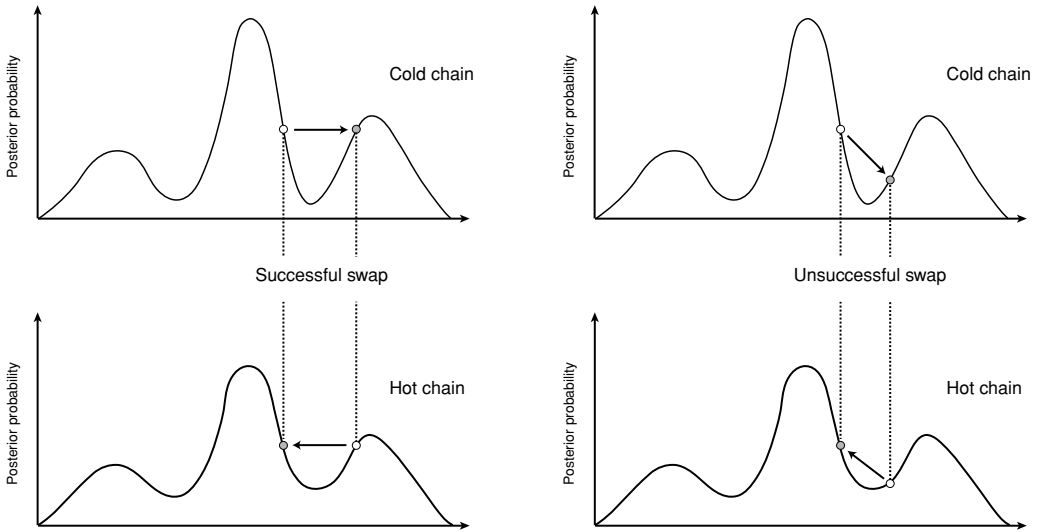 Posterior probability
Cold chain
Posterior probability
Cold chain
Successful swap
Unsuccessful swap
Posterior probability
Hot chain
Posterior probability
Hot chain